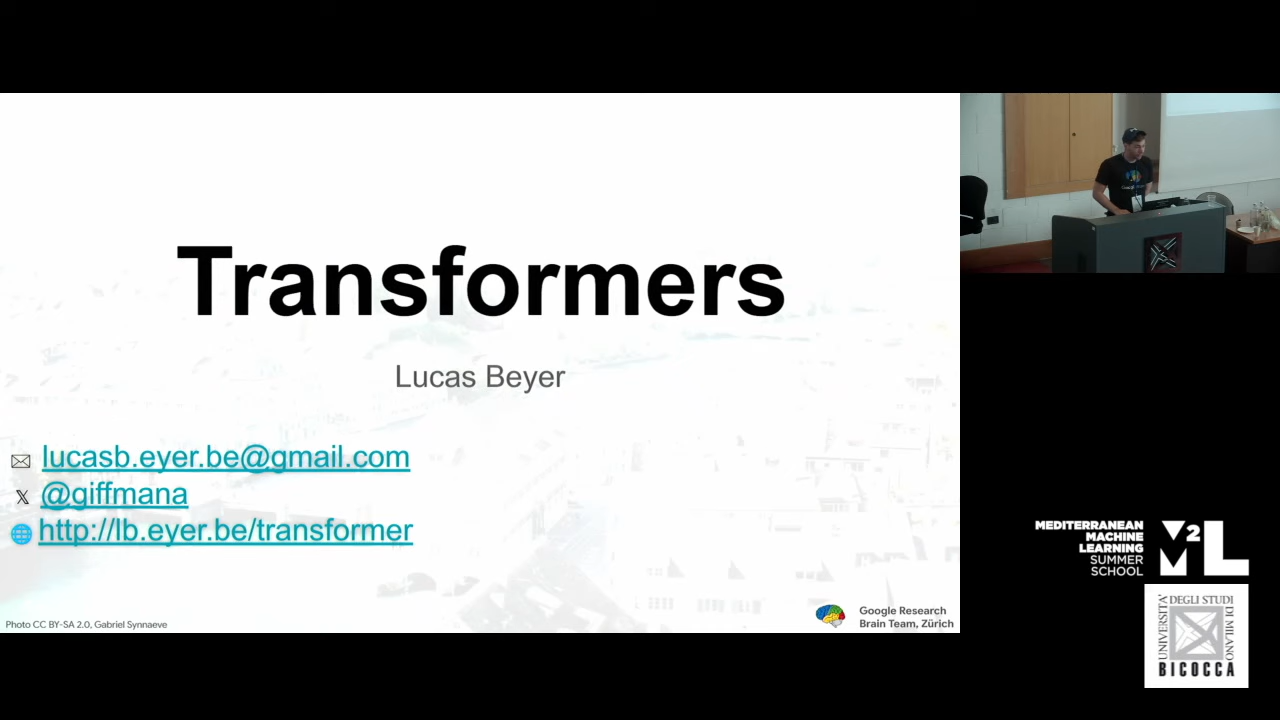 Transformers
Lucas Beyer
lucasb.eyer.be@gmail.com
𝕏 @giffmana
http://lb.eyer.be/transformer
Photo CC BY-SA 2.0, Gabriel Synnaeve
Google Research
Brain Team, Zürich
MEDITERRANEAN
MACHINE
LEARNING
SUMMER
SCHOOL
M2L
UNIVERSITA'
DEGLI STUDI
DI MILANO
BICOCCA